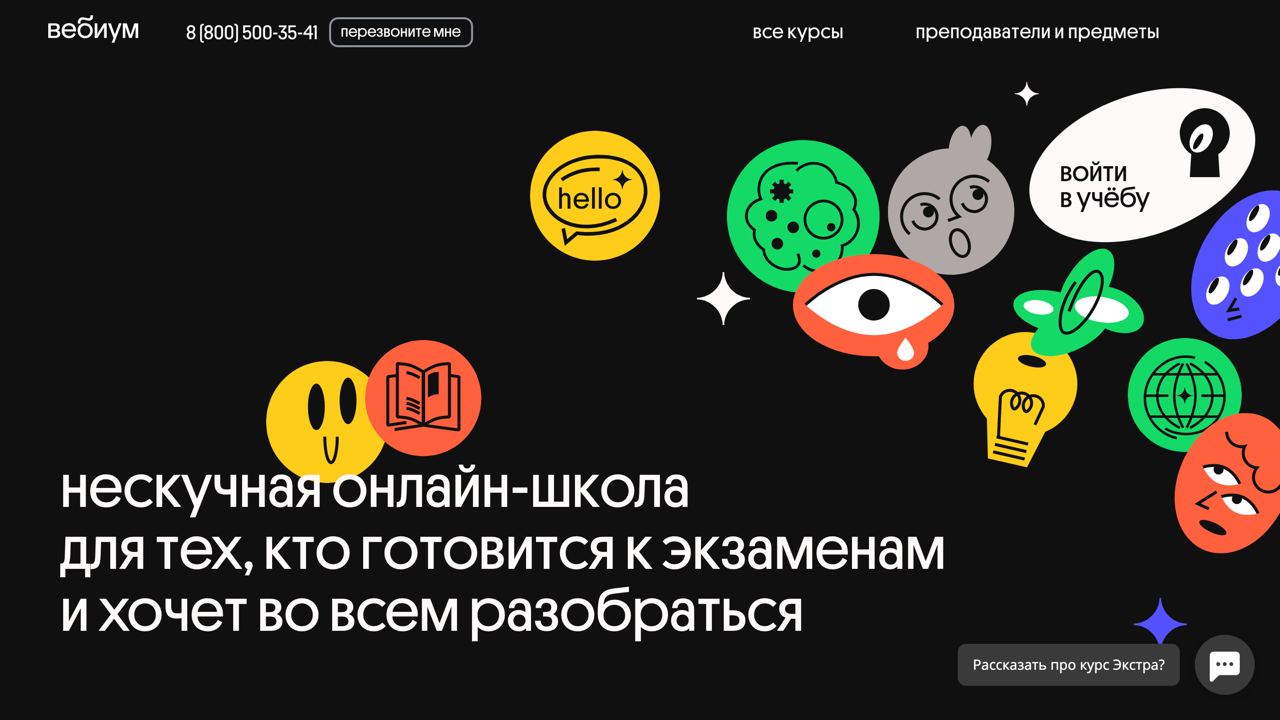 вебиум
8 (800) 500-35-41
перезвоните мне
все курсы
преподаватели и предметы
войти
в учёбу
hello
нескучная онлайн-школа
для тех, кто готовится к экзаменам
и хочет во всем разобраться
Рассказать про курс Экстра?